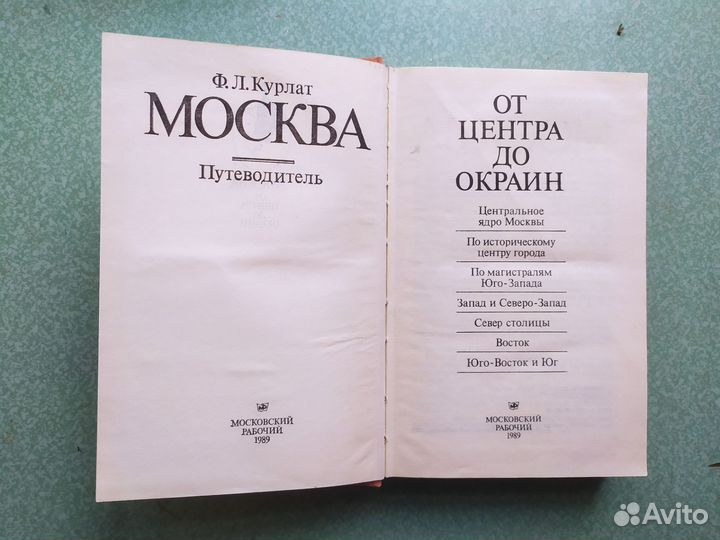 Ф.Л.Курлат
МОСКВА
Путеводитель
МОСКОВСКИЙ
РАБОЧИЙ
1989
ОТ
ЦЕНТРА
ДО
ОКРАИН
Центральное
ядро Москвы
По историческому
центру города
По магистралям
Юго-Запада
Запад и Северо-Запад
Север столицы
Восток
Юго-Восток и Юг
МОСКОВСКИЙ
РАБОЧИЙ
1989
Avito